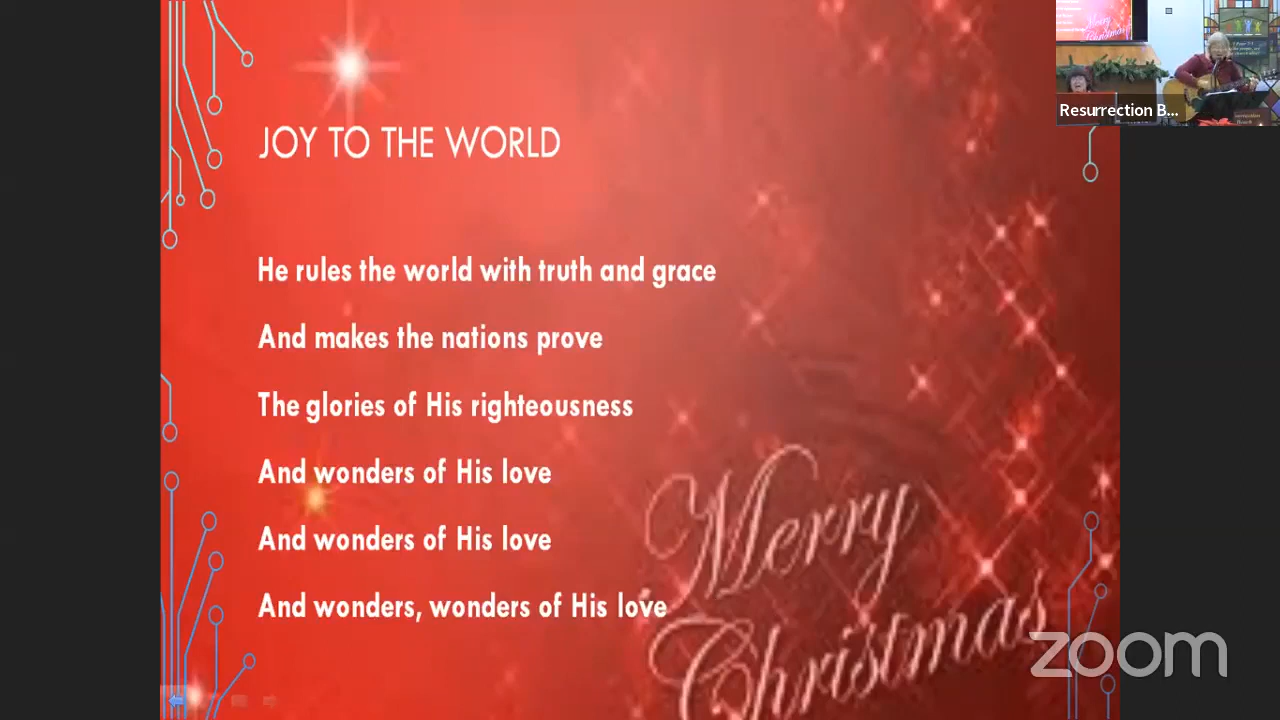 JOY TO THE WORLD
He rules the world with truth and grace
And makes the nations prove
The glories of His righteousness
And wonders of His love
And wonders of His love
And wonders, wonders of His love
Merry
Christmas
Resurrection B...
zoom